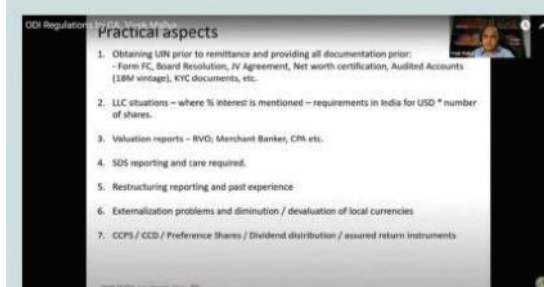 ODI Regulations by CA. Vivek Mallya
Practical aspects
1. Obtaining UIN prior to remittance and providing all documentation prior:
- Form FC, Board Resolution, JV Agreement, Net worth certification, Audited Accounts
(18M vintage), KYC documents, etc.
2. LLC situations – where % interest is mentioned – requirements in India for USD * number
of shares.
3. Valuation reports – RVO; Merchant Banker, CPA etc.
4. SDS reporting and care required.
5. Restructuring reporting and past experience
6. Externalization problems and diminution / devaluation of local currencies
7. CCPS / CCD / Preference Shares / Dividend distribution / assured return instruments